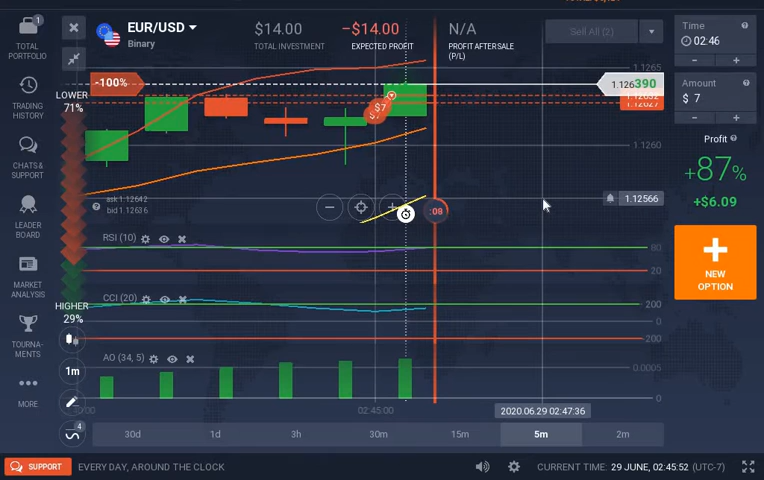 EUR/USD
Binary
$14.00
TOTAL INVESTMENT
–$14.00
EXPECTED PROFIT
N/A
PROFIT AFTER SALE
(P/L)
Sell All (2)
Time
02:46
Amount
$ 7
Profit
+87%
+$6.09
NEW
OPTION
1
TOTAL
PORTFOLIO
TRADING
HISTORY
CHATS &
SUPPORT
LEADER
BOARD
MARKET
ANALYSIS
TOURNA-
MENTS
MORE
LOWER
71%
HIGHER
29%
-100%
$7
1.1265
1.126390
1.12627
1.1260
1.12566
ask 1.12642
bid 1.12636
:08
RSI (10)
80
20
CCI (20)
200
0
-200
AO (34, 5)
0.0005
0
1m
4
02:45:00
2020.06.29 02:47:36
30d
1d
3h
30m
15m
5m
2m
SUPPORT
EVERY DAY, AROUND THE CLOCK
CURRENT TIME: 29 JUNE, 02:45:52 (UTC-7)